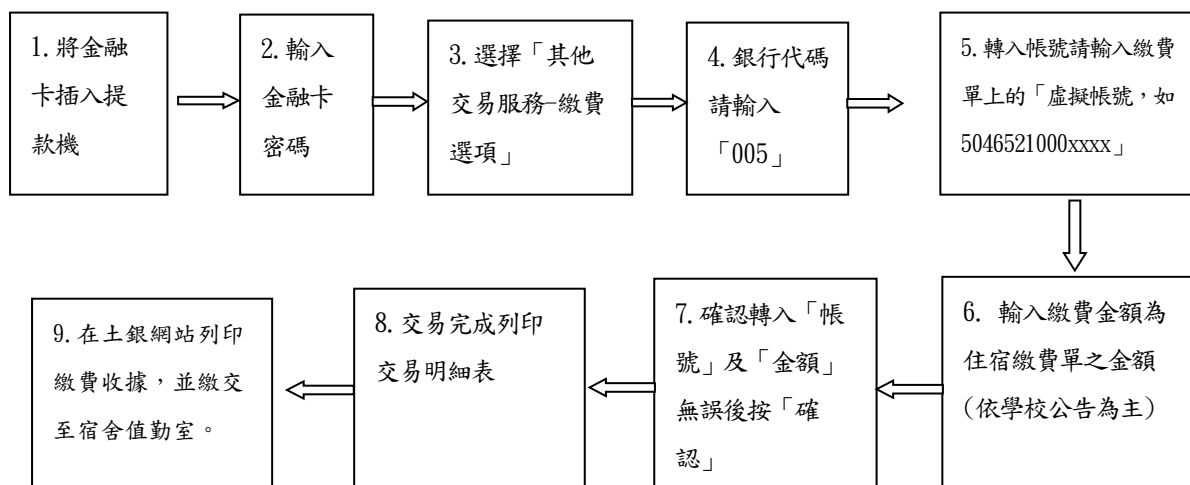 1.將金融
卡插入提
款機
2.輸入
金融卡
密碼
3.選擇「其他
交易服務-繳費
選項」
4.銀行代碼
請輸入
「005」
5.轉入帳號請輸入繳費
單上的「虛擬帳號，如
5046521000xxxx」
6. 輸入繳費金額為
住宿繳費單之金額
(依學校公告為主)
7.確認轉入「帳
號」及「金額」
無誤後按「確
認」
8.交易完成列印
交易明細表
9.在土銀網站列印
繳費收據，並繳交
至宿舍值勤室。